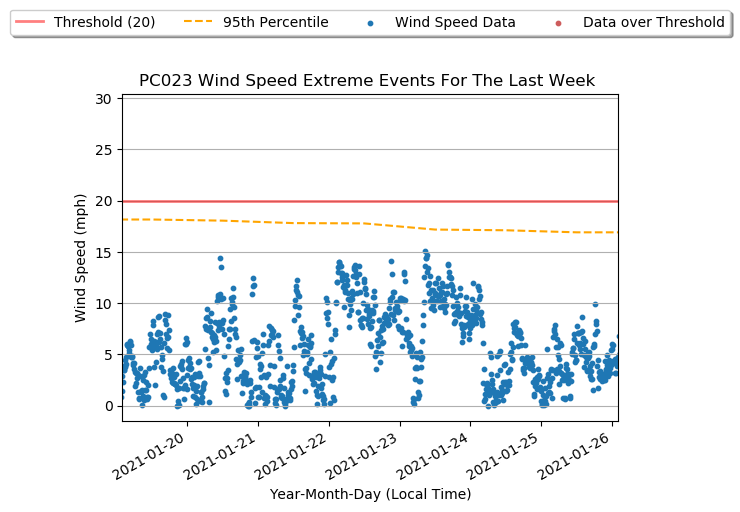 Threshold (20) 95th Percentile Wind Speed Data Data over Threshold
PC023 Wind Speed Extreme Events For The Last Week
30
25
20
15
10
5
0
Wind Speed (mph)
2021-01-20 2021-01-21 2021-01-22 2021-01-23 2021-01-24 2021-01-25 2021-01-26
Year-Month-Day (Local Time)